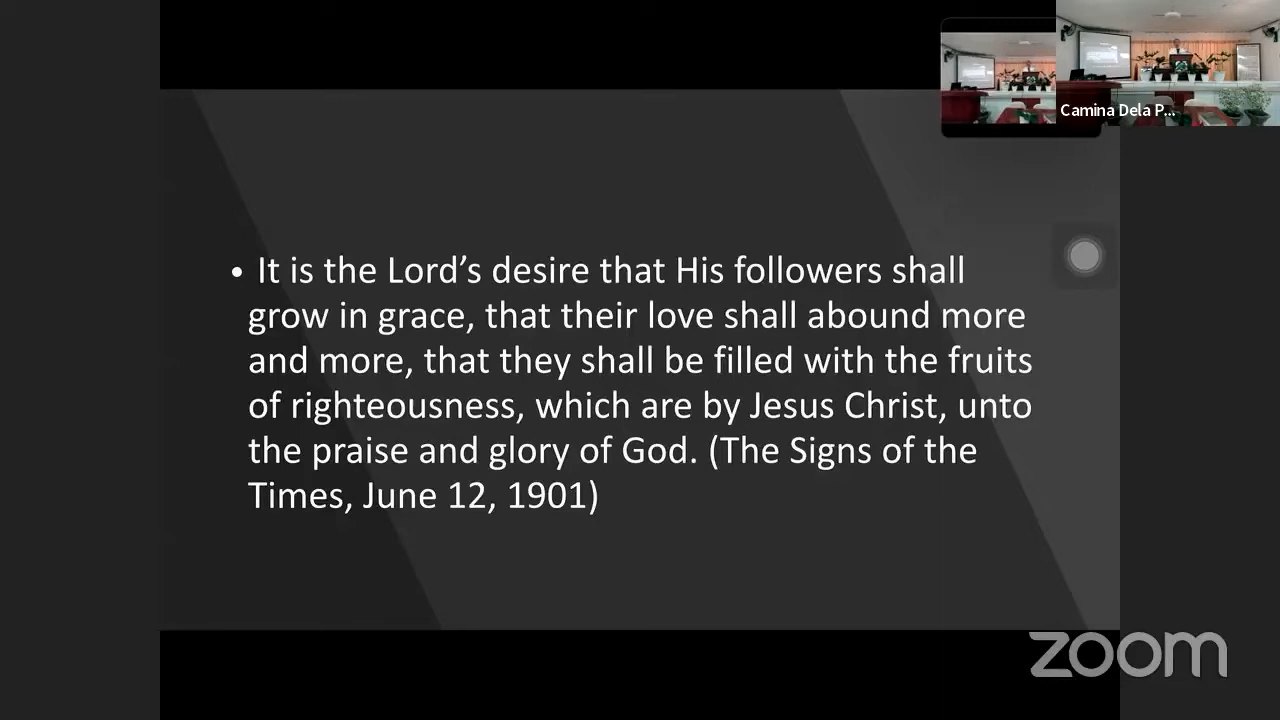 Camina Dela P...
• It is the Lord’s desire that His followers shall
grow in grace, that their love shall abound more
and more, that they shall be filled with the fruits
of righteousness, which are by Jesus Christ, unto
the praise and glory of God. (The Signs of the
Times, June 12, 1901)
zoom